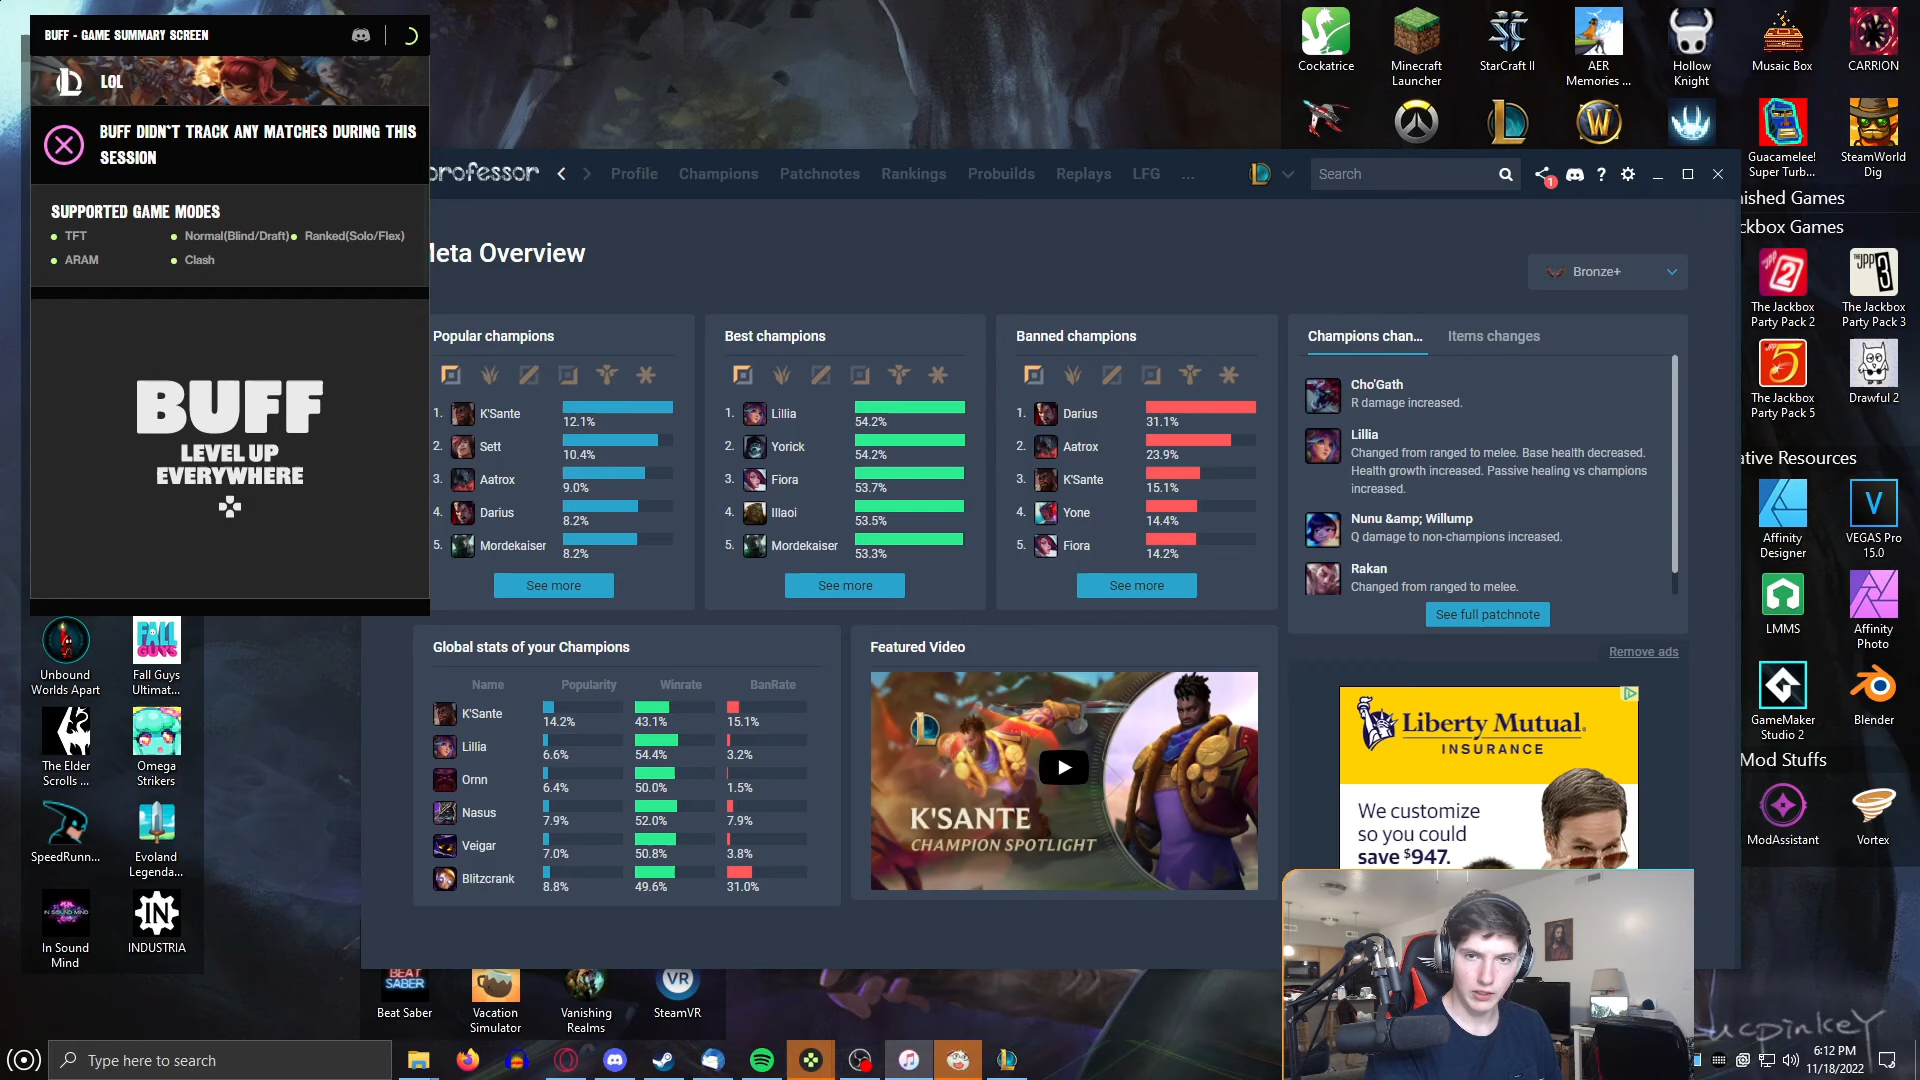 BUFF - GAME SUMMARY SCREEN
LOL
BUFF DIDN'T TRACK ANY MATCHES DURING THIS
SESSION
SUPPORTED GAME MODES
TFT
Normal(Blind/Draft)
Ranked(Solo/Flex)
ARAM
Clash
BUFF
LEVEL UP
EVERYWHERE
professor
Profile
Champions
Patchnotes
Rankings
Probuilds
Replays
LFG
...
Search
1
?
Meta Overview
Bronze+
Popular champions
1. K'Sante
12.1%
2. Sett
10.4%
3. Aatrox
9.0%
4. Darius
8.2%
5. Mordekaiser
8.2%
See more
Best champions
1. Lillia
54.2%
2. Yorick
54.2%
3. Fiora
53.7%
4. Illaoi
53.5%
5. Mordekaiser
53.3%
See more
Banned champions
1. Darius
31.1%
2. Aatrox
23.9%
3. K'Sante
15.1%
4. Yone
14.4%
5. Fiora
14.2%
See more
Champions chan...
Items changes
Cho'Gath
R damage increased.
Lillia
Changed from ranged to melee. Base health decreased.
Health growth increased. Passive healing vs champions
increased.
Nunu &amp; Willump
Q damage to non-champions increased.
Rakan
Changed from ranged to melee.
See full patchnote
Global stats of your Champions
Name Popularity Winrate BanRate
K'Sante 14.2% 43.1% 15.1%
Lillia 6.6% 54.4% 3.2%
Ornn 6.4% 50.0% 1.5%
Nasus 7.9% 52.0% 7.9%
Veigar 7.0% 50.8% 3.8%
Blitzcrank 8.8% 49.6% 31.0%
Featured Video
K'SANTE
CHAMPION SPOTLIGHT
Remove ads
Liberty Mutual.
INSURANCE
We customize
so you could
save $947.
Cockatrice
Minecraft
Launcher
StarCraft II
AER
Memories ...
Hollow
Knight
Musaic Box
CARRION
Guacamelee!
Super Turb...
SteamWorld
Dig
ished Games
ckbox Games
The Jackbox
Party Pack 2
The Jackbox
Party Pack 3
The Jackbox
Party Pack 5
Drawful 2
ative Resources
Affinity
Designer
VEGAS Pro
15.0
LMMS
Affinity
Photo
GameMaker
Studio 2
Blender
Mod Stuffs
ModAssistant
Vortex
Unbound
Worlds Apart
FALL
GUYS
Fall Guys
Ultimat...
The Elder
Scrolls ...
Omega
Strikers
SpeedRunn...
Evoland
Legenda...
IN SOUND MIND
In Sound
Mind
IN
INDUSTRIA
BEAT
SABER
Beat Saber
Vacation
Simulator
Vanishing
Realms
VR
SteamVR
ucpinkey
Type here to search
6:12 PM
11/18/2022